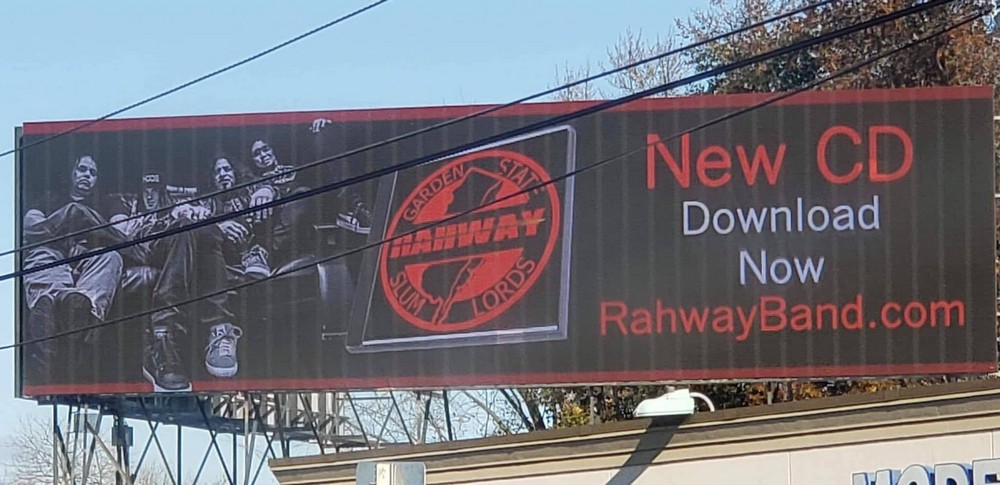 GARDEN STATE
RAHWAY
SLUM LORDS
New CD
Download
Now
RahwayBand.com